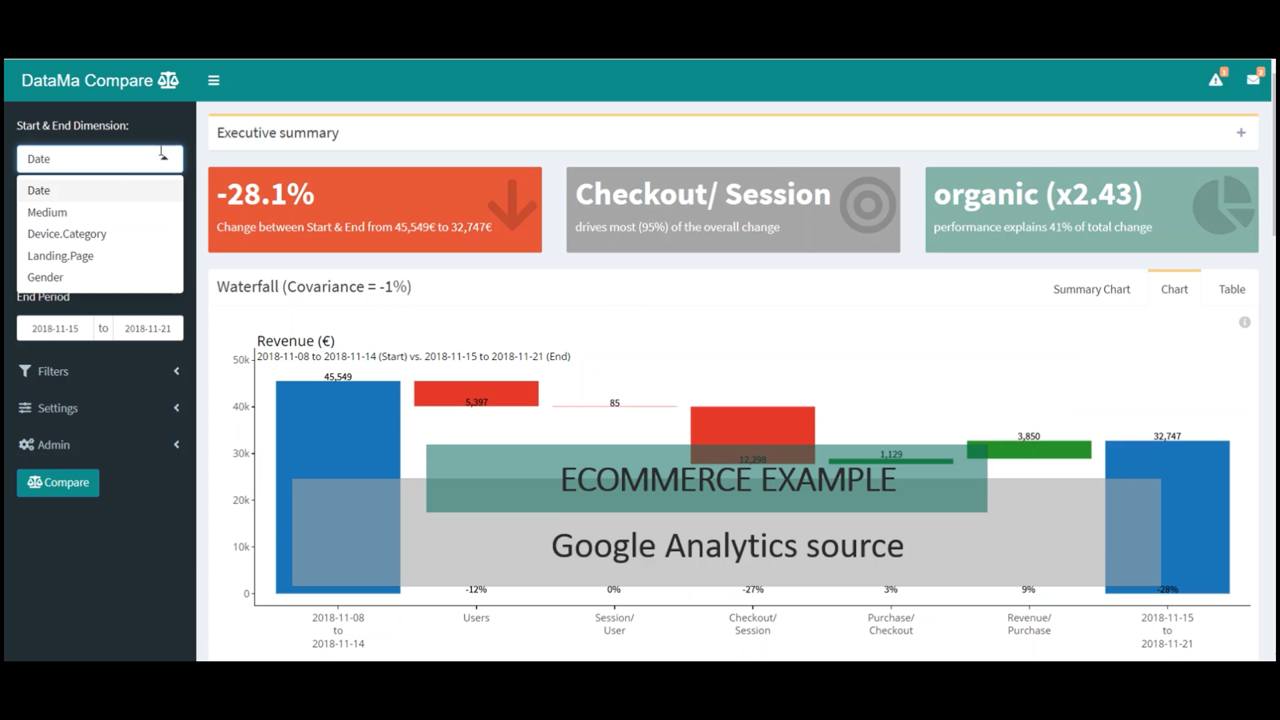 DataMa Compare
1
2
Start & End Dimension:
Date
Date
Medium
Device.Category
Landing.Page
Gender
End Period
2018-11-15 to 2018-11-21
Filters
Settings
Admin
Compare
Executive summary
-28.1%
Change between Start & End from 45,549€ to 32,747€
Checkout/ Session
drives most (95%) of the overall change
organic (x2.43)
performance explains 41% of total change
Waterfall (Covariance = -1%)
Summary Chart
Chart
Table
Revenue (€)
2018-11-08 to 2018-11-14 (Start) vs. 2018-11-15 to 2018-11-21 (End)
50k
40k
30k
20k
10k
0
45,549
5,397
85
12,298
1,129
3,850
32,747
ECOMMERCE EXAMPLE
Google Analytics source
-12%
0%
-27%
3%
9%
-28%
2018-11-08
to
2018-11-14
Users
Session/
User
Checkout/
Session
Purchase/
Checkout
Revenue/
Purchase
2018-11-15
to
2018-11-21